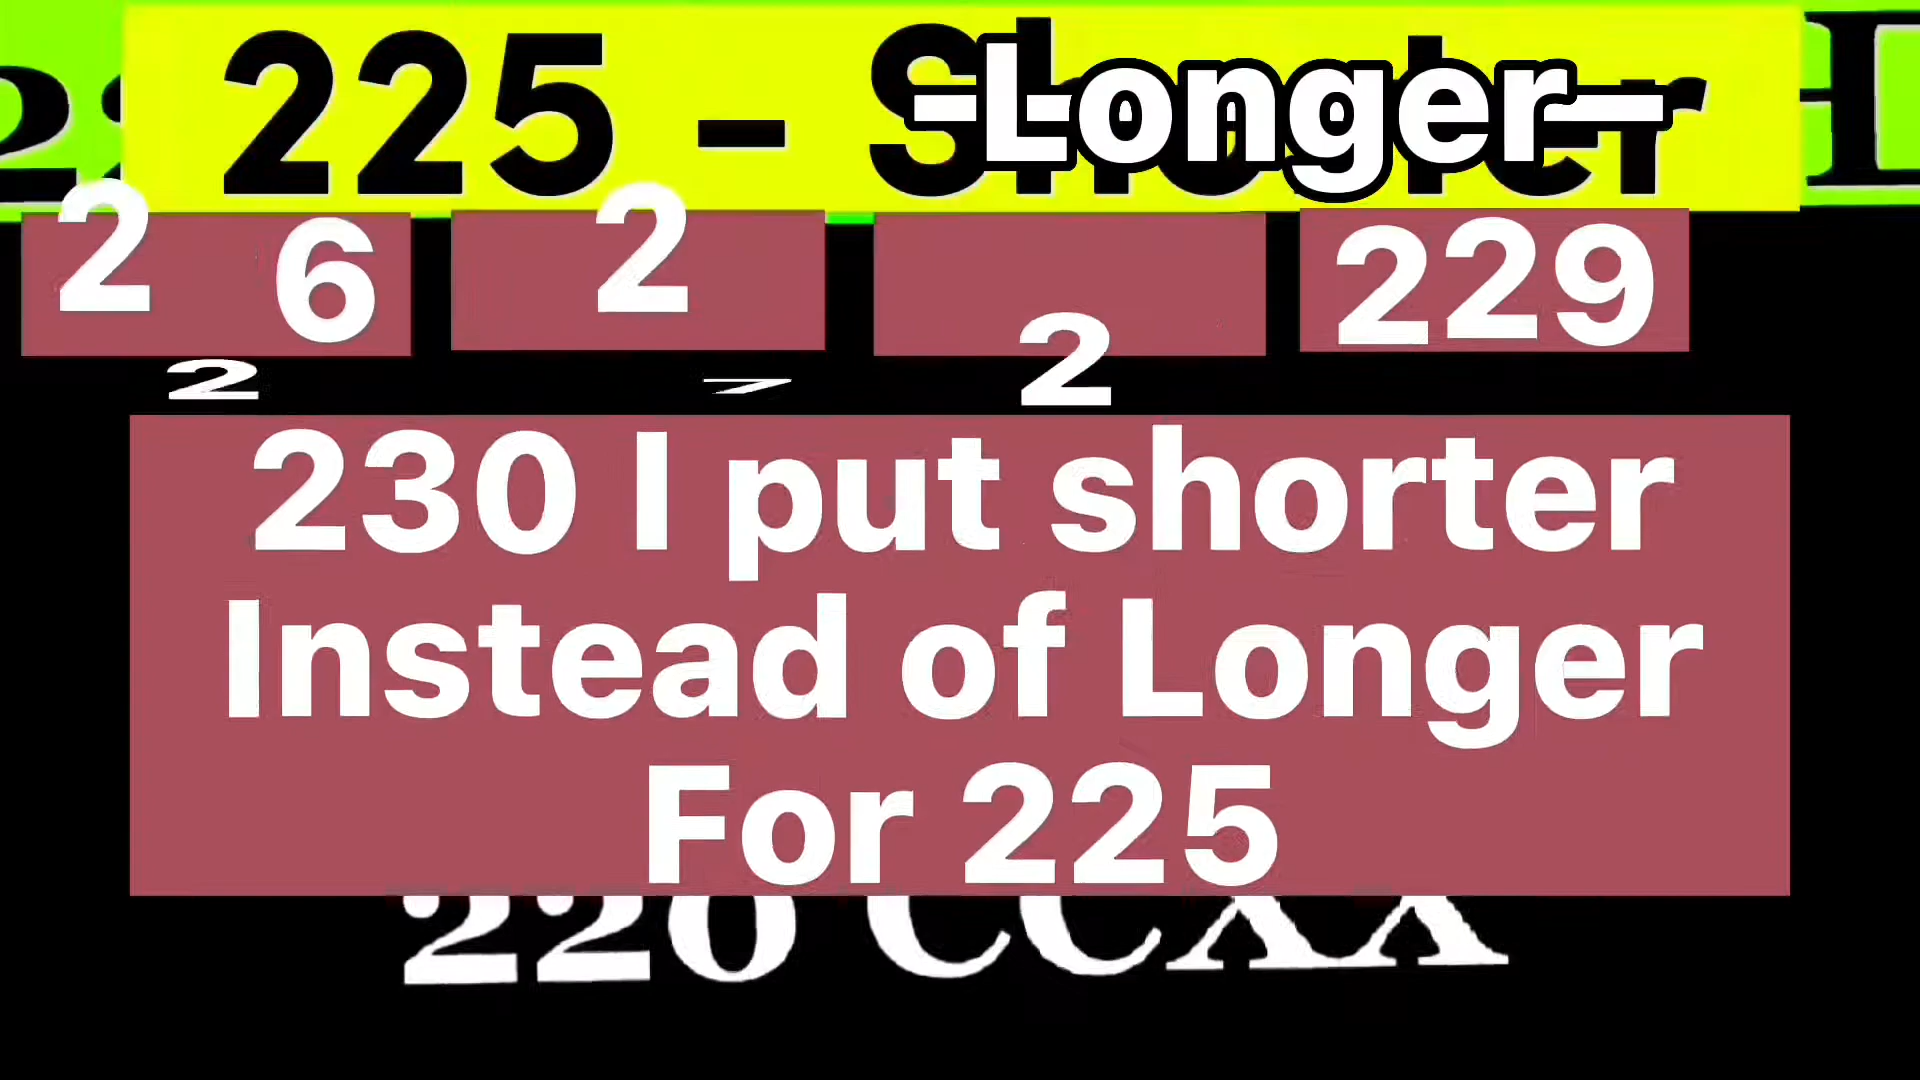 225 - Shorter
-Longer-
2 6 2 229
2 7 2
230 I put shorter
Instead of Longer
For 225
220 CCXX